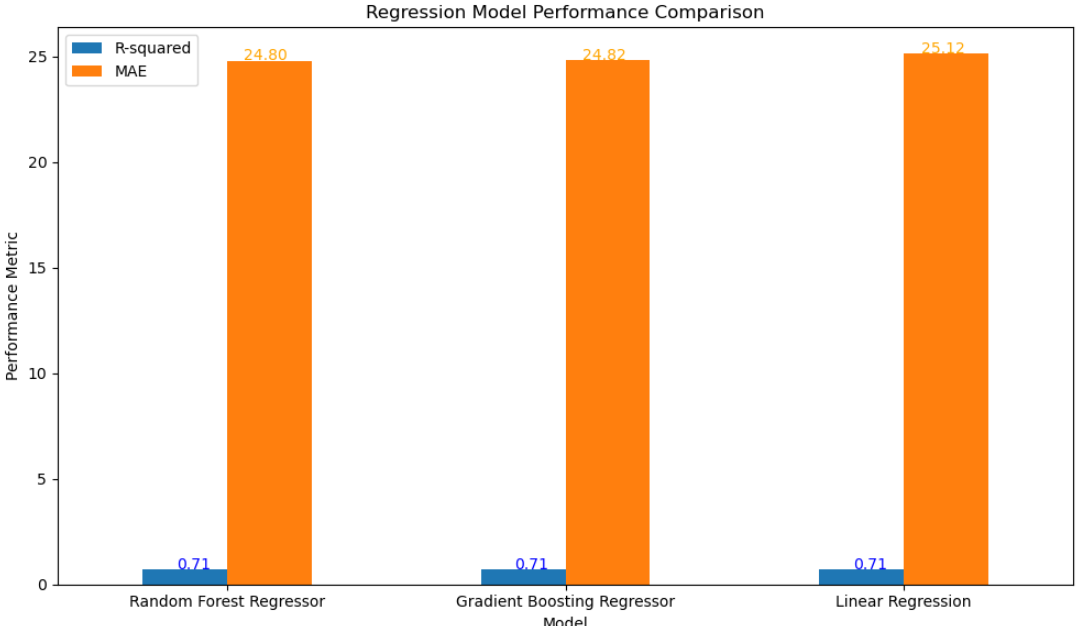 Regression Model Performance Comparison
R-squared
MAE
Performance Metric
25
20
15
10
5
0
24.80
24.82
25.12
0.71
0.71
0.71
Random Forest Regressor
Gradient Boosting Regressor
Linear Regression
Model